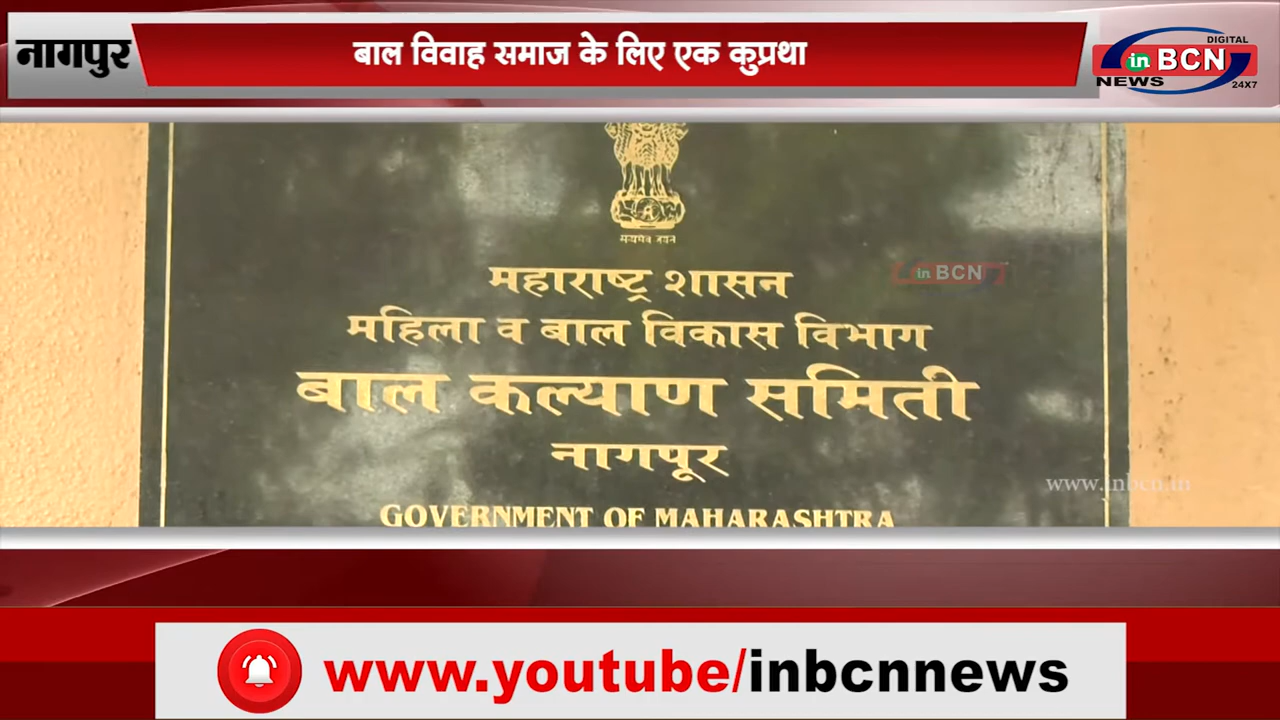 नागपुर
बाल विवाह समाज के लिए एक कुप्रथा
DIGITAL
in BCN
NEWS 24X7
सत्यमेव जयते
महाराष्ट्र शासन
in BCN
महिला व बाल विकास विभाग
बाल कल्याण समिती
नागपूर
www.inbcn.in
GOVERNMENT OF MAHARASHTRA
www.youtube/inbcnnews